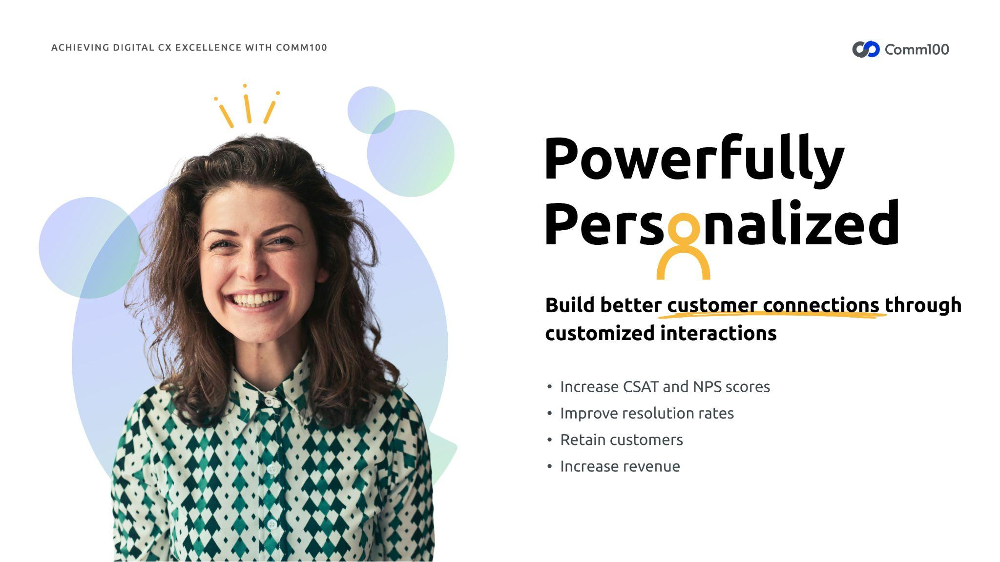 ACHIEVING DIGITAL CX EXCELLENCE WITH COMM100
Comm100
Powerfully
Personalized
Build better customer connections through
customized interactions
• Increase CSAT and NPS scores
• Improve resolution rates
• Retain customers
• Increase revenue